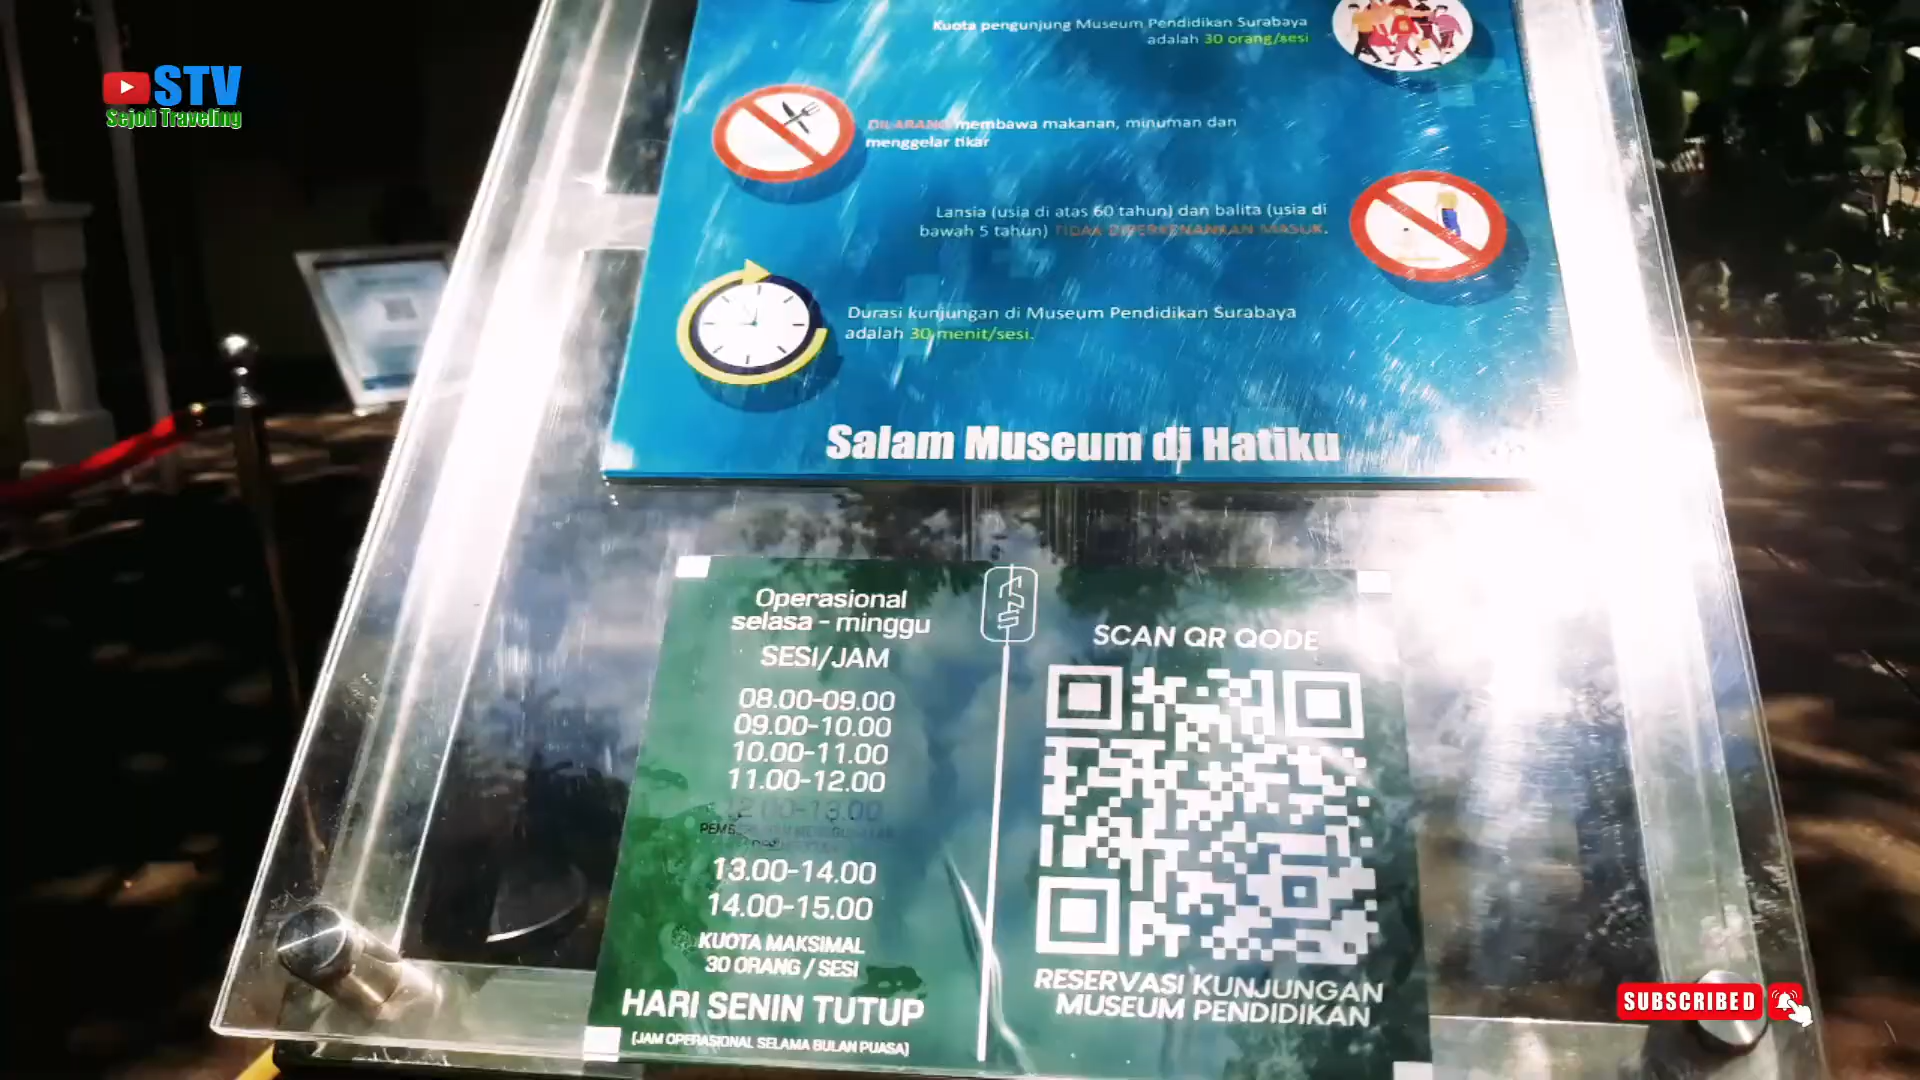 STV
Sejoli Traveling
Kuota pengunjung Museum Pendidikan Surabaya
adalah 30 orang/sesi
DILARANG membawa makanan, minuman dan
menggelar tikar
Lansia (usia di atas 60 tahun) dan balita (usia di
bawah 5 tahun) TIDAK DIPERKENANKAN MASUK.
Durasi kunjungan di Museum Pendidikan Surabaya
adalah 30 menit/sesi.
Salam Museum di Hatiku
Operasional
selasa - minggu
SESI/JAM
08.00-09.00
09.00-10.00
10.00-11.00
11.00-12.00
12.00-13.00
13.00-14.00
14.00-15.00
KUOTA MAKSIMAL
30 ORANG / SESI
HARI SENIN TUTUP
(JAM OPERASIONAL SELAMA BULAN PUASA)
SCAN QR QODE
RESERVASI KUNJUNGAN
MUSEUM PENDIDIKAN
SUBSCRIBED